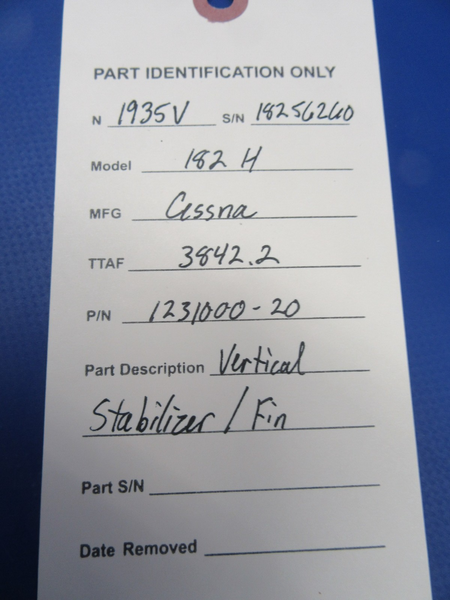 PART IDENTIFICATION ONLY
N 1935V S/N 18256260
Model 182 H
MFG Cessna
TTAF 3842.2
P/N 1231000-20
Part Description Vertical
Stabilizer / Fin
Part S/N
Date Removed